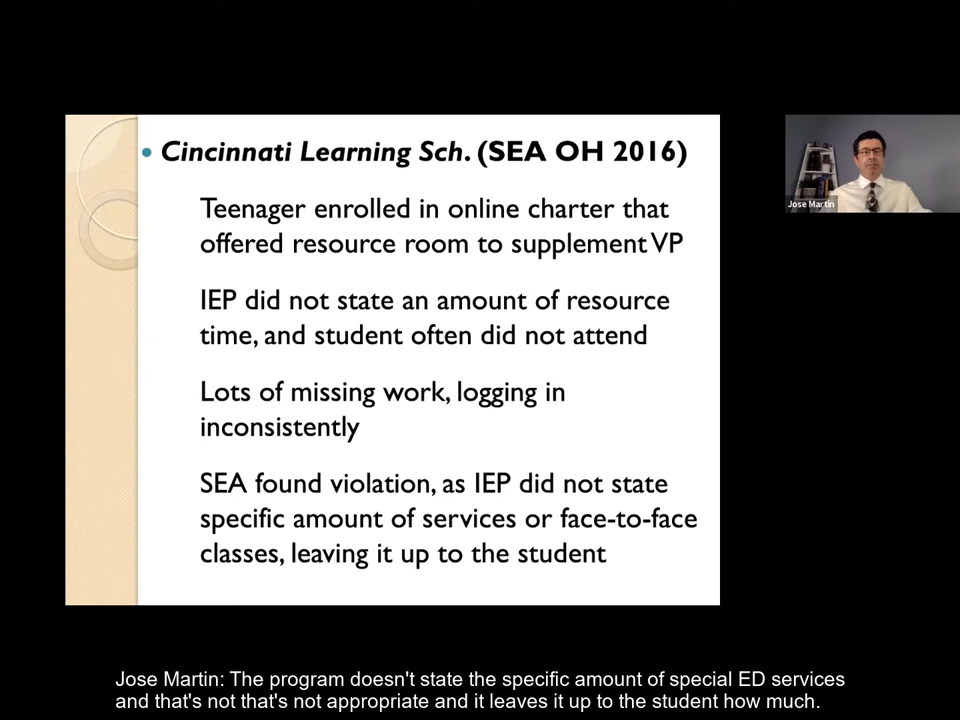 • Cincinnati Learning Sch. (SEA OH 2016)
Teenager enrolled in online charter that
offered resource room to supplement VP
IEP did not state an amount of resource
time, and student often did not attend
Lots of missing work, logging in
inconsistently
SEA found violation, as IEP did not state
specific amount of services or face-to-face
classes, leaving it up to the student
Jose Martin
Jose Martin: The program doesn't state the specific amount of special ED services
and that's not that's not appropriate and it leaves it up to the student how much.